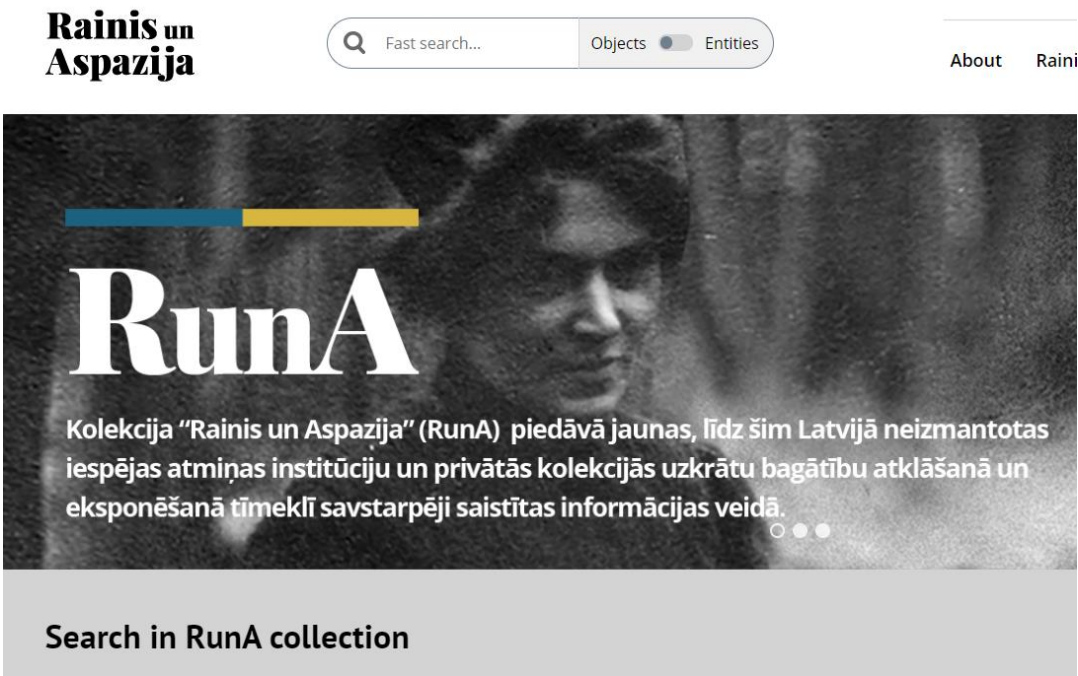 Rainis un
Aspazija
Fast search...
Objects
Entities
About
Raini
RunA
Kolekcija “Rainis un Aspazija” (RunA) piedāvā jaunas, līdz šim Latvijā neizmantotas
iespējas atmiņas institūciju un privātās kolekcijās uzkrātu bagātību atklāšanā un
eksponēšanā tīmeklī savstarpēji saistītas informācijas veidā.
Search in RunA collection